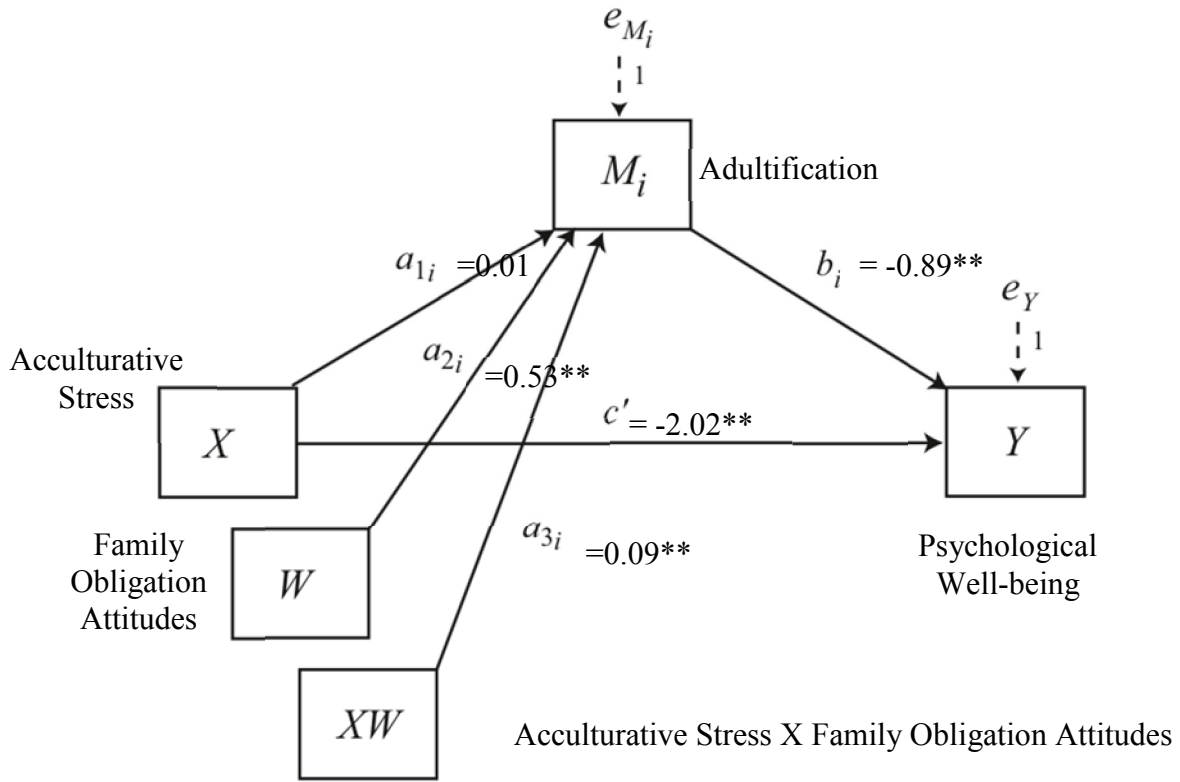 e_{M_i}
1
M_i
Adultification
a_{1i} =0.01
b_i = -0.89**
e_Y
1
Acculturative
Stress
a_{2i} =0.53**
X
c' = -2.02**
Y
Family
Obligation
Attitudes
W
a_{3i} =0.09**
Psychological
Well-being
XW
Acculturative Stress X Family Obligation Attitudes